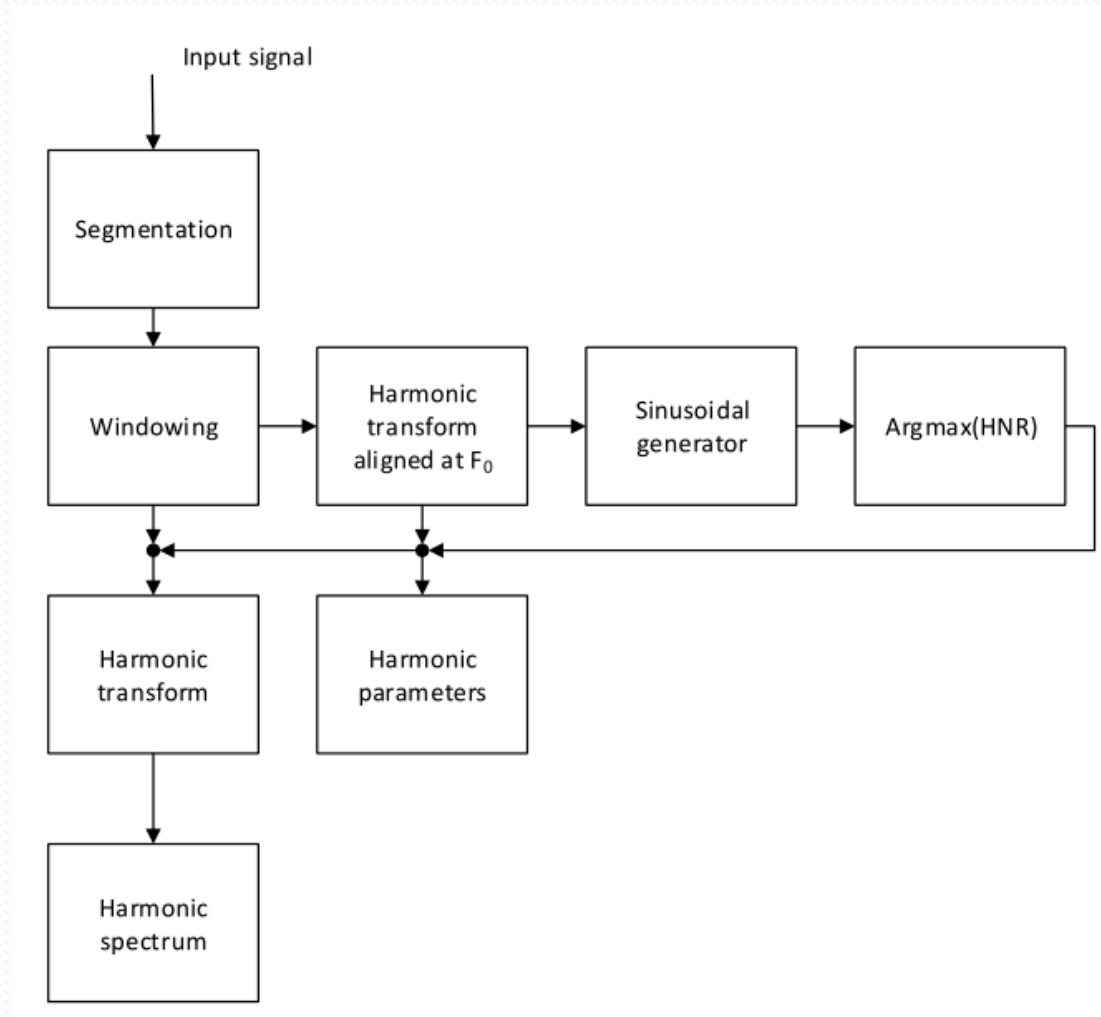 Input signal
Segmentation
Windowing
Harmonic
transform
aligned at F₀
Sinusoidal
generator
Argmax(HNR)
Harmonic
transform
Harmonic
parameters
Harmonic
spectrum